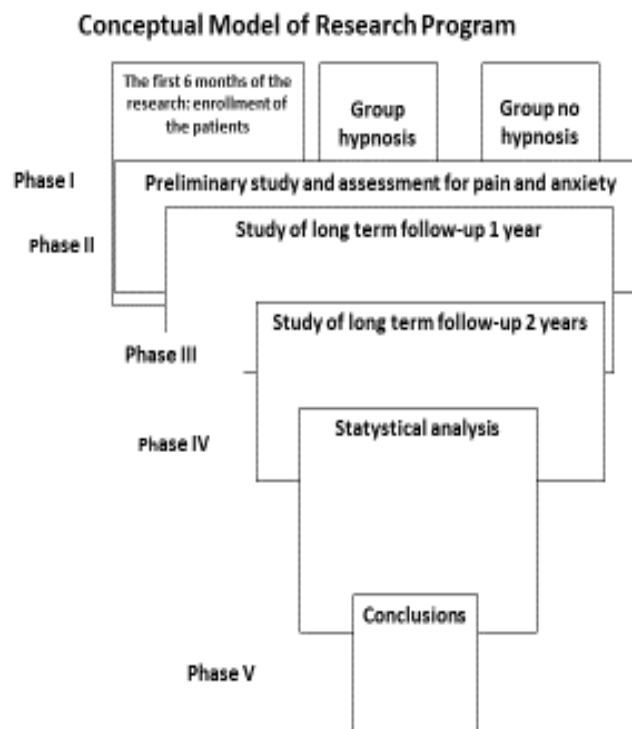 Conceptual Model of Research Program
The first 6 months of the
research: enrollment of
the patients
Group
hypnosis
Group no
hypnosis
Phase I
Preliminary study and assessment for pain and anxiety
Phase II
Study of long term follow-up 1 year
Study of long term follow-up 2 years
Phase III
Statystical analysis
Phase IV
Conclusions
Phase V